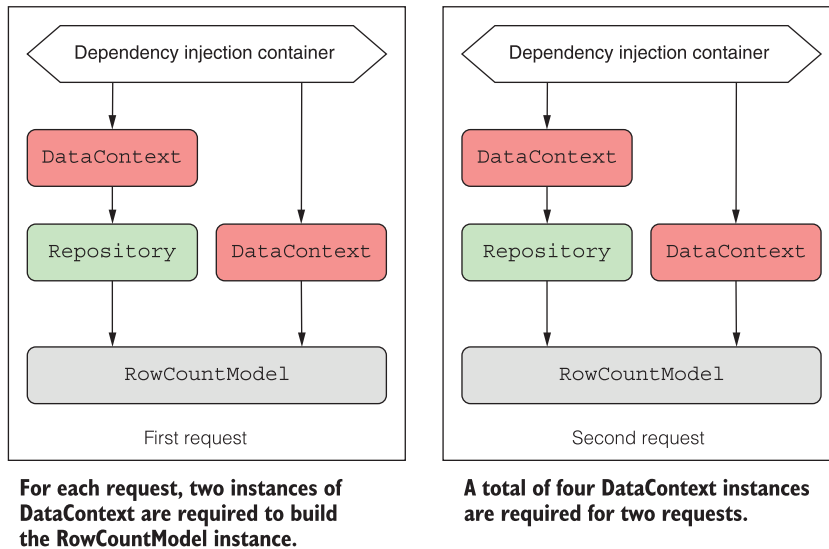 Dependency injection container
DataContext
Repository
DataContext
RowCountModel
First request
For each request, two instances of
DataContext are required to build
the RowCountModel instance.
Dependency injection container
DataContext
Repository
DataContext
RowCountModel
Second request
A total of four DataContext instances
are required for two requests.